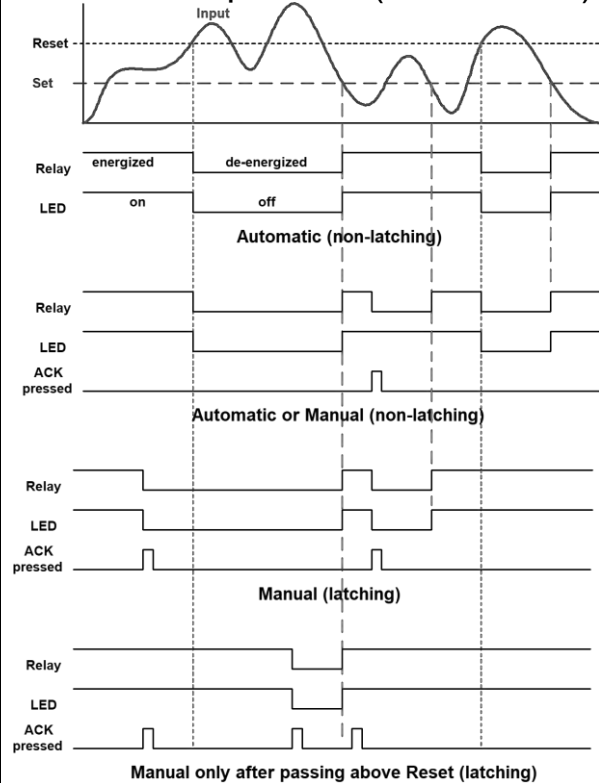 Input
Reset
Set
Relay energized de-energized
LED on off
Automatic (non-latching)
Relay
LED
ACK
pressed
Automatic or Manual (non-latching)
Relay
LED
ACK
pressed
Manual (latching)
Relay
LED
ACK
pressed
Manual only after passing above Reset (latching)